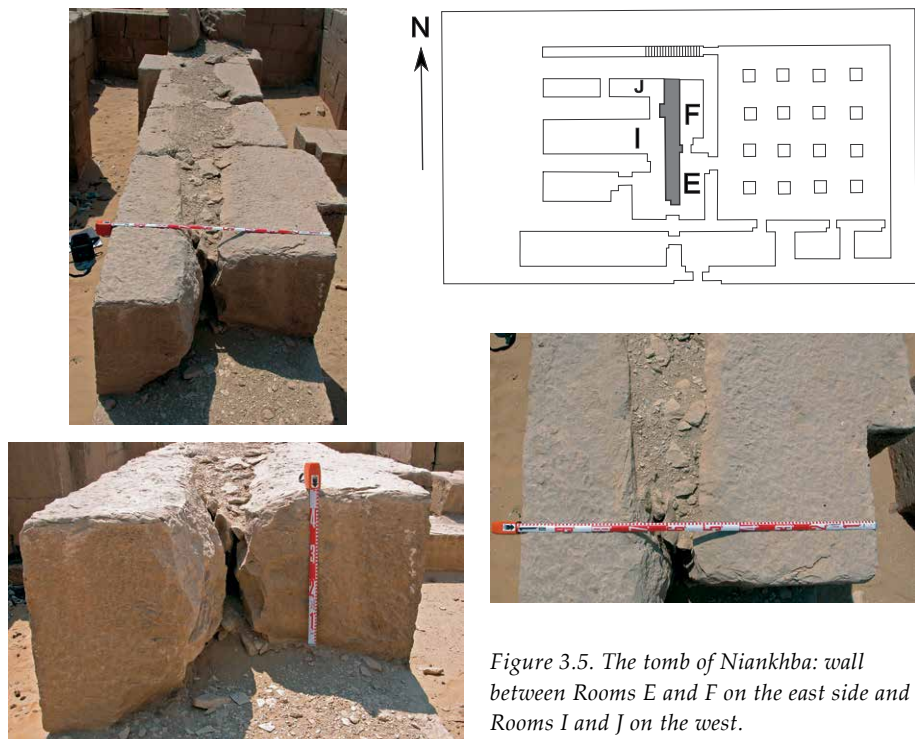 N
J
F
I
E
Figure 3.5. The tomb of Niankhba: wall
between Rooms E and F on the east side and
Rooms I and J on the west.